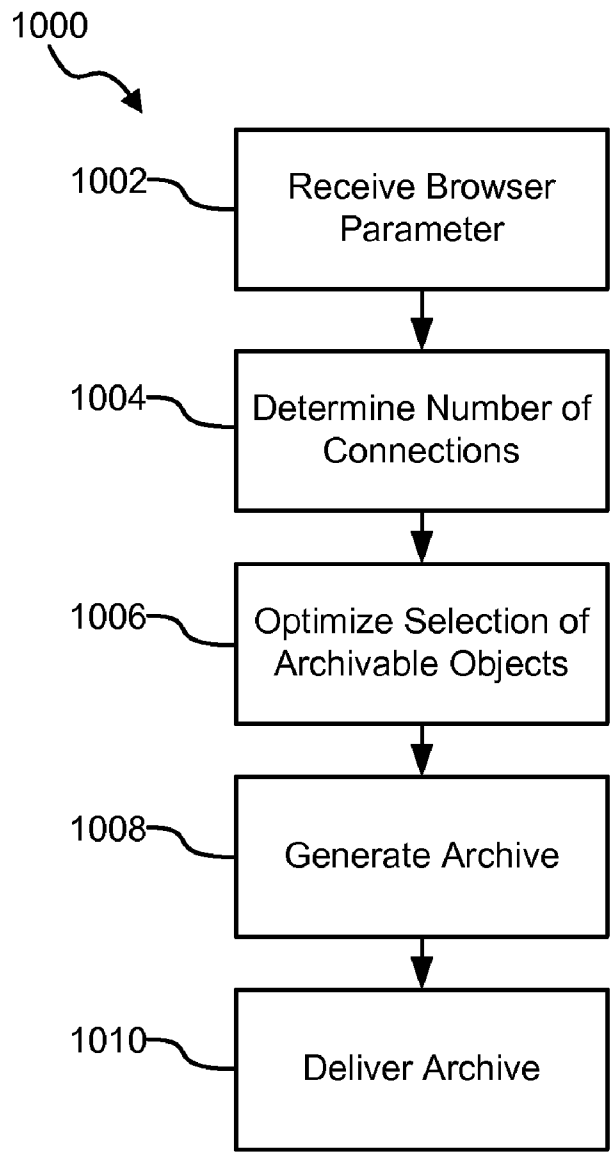 1000
1002
Receive Browser
Parameter
1004
Determine Number of
Connections
1006
Optimize Selection of
Archivable Objects
1008
Generate Archive
1010
Deliver Archive